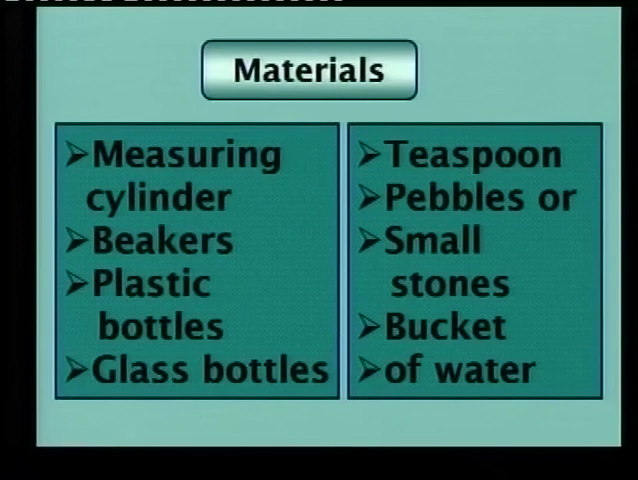 Materials
➢Measuring
cylinder
➢Beakers
➢Plastic
bottles
➢Glass bottles
➢Teaspoon
➢Pebbles or
➢Small
stones
➢Bucket
➢of water